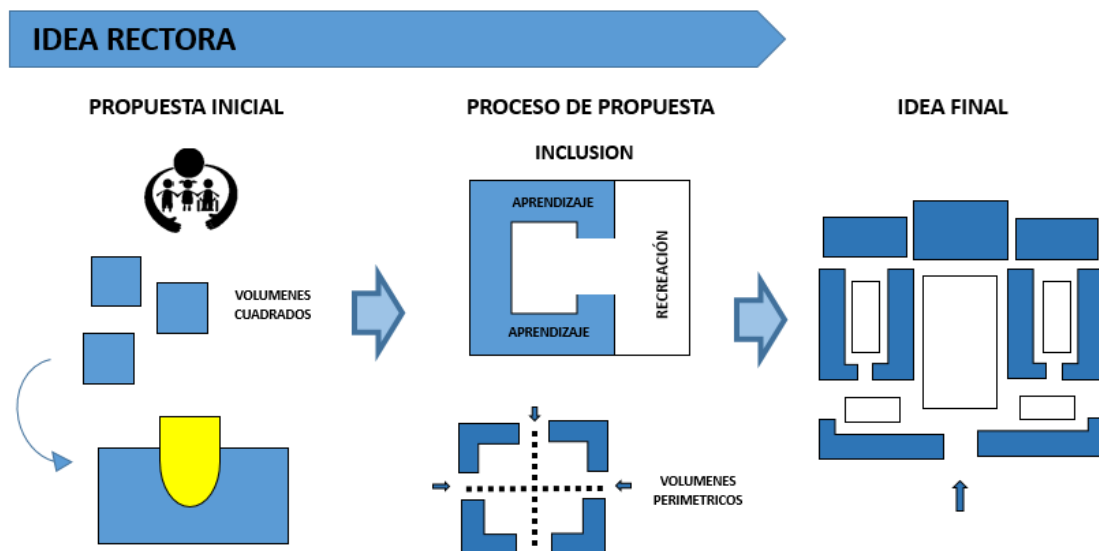 IDEA RECTORA
PROPUESTA INICIAL
VOLUMENES
CUADRADOS
PROCESO DE PROPUESTA
INCLUSION
APRENDIZAJE
RECREACIÓN
APRENDIZAJE
VOLUMENES
PERIMETRICOS
IDEA FINAL